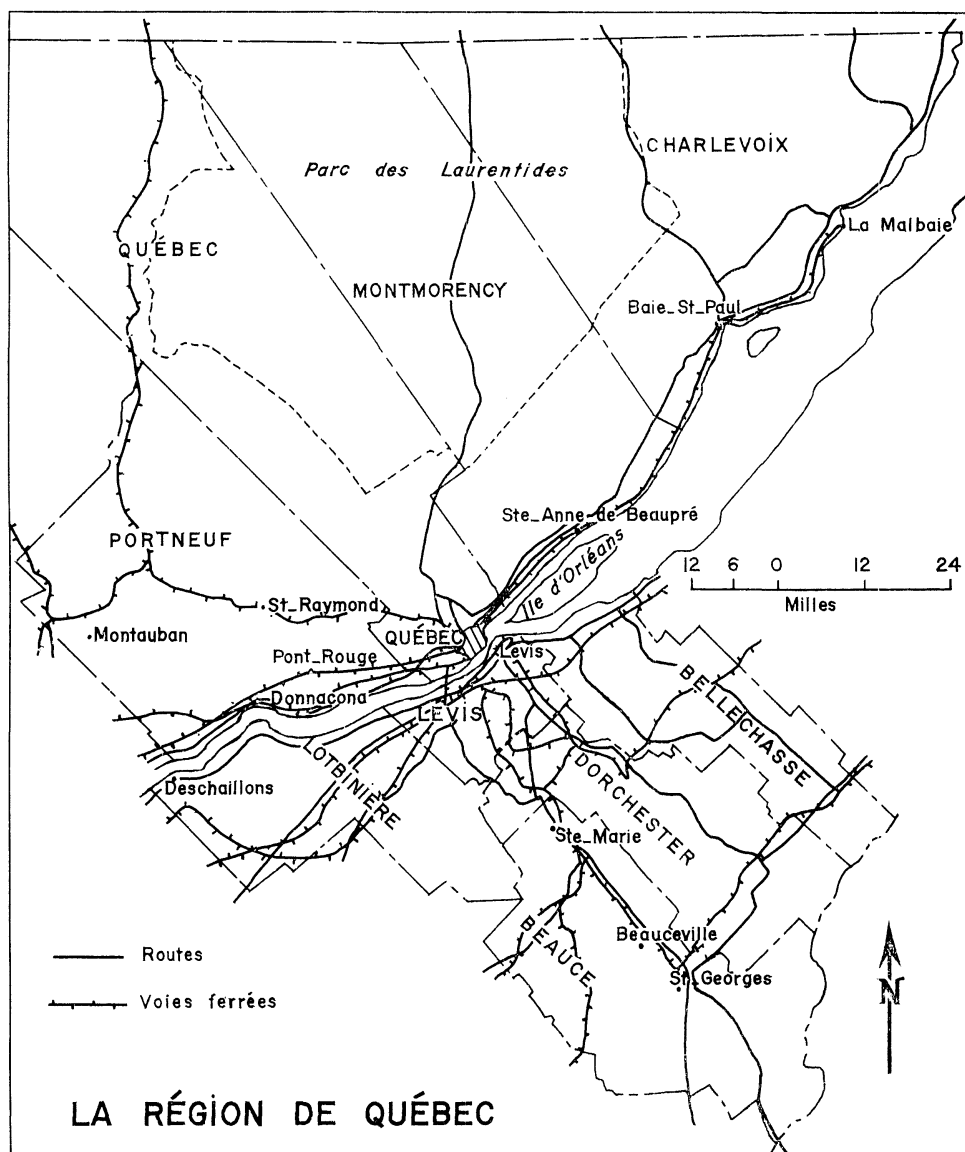 CHARLEVOIX
Parc des Laurentides
La Malbaie
QUÉBEC
MONTMORENCY
Baie_St_Paul
Ste_Anne_de_Beaupré
PORTNEUF
Ile d'Orléans
12 6 0 12 24
Milles
St_Raymond
Montauban
QUÉBEC
Pont_Rouge
Levis
Donnacona
LEVIS
BELLECHASSE
LOTBINIÈRE
DORCHESTER
Deschaillons
Ste_Marie
BEAUCE
Beauceville
St_Georges
Routes
Voies ferrées
N
LA RÉGION DE QUÉBEC